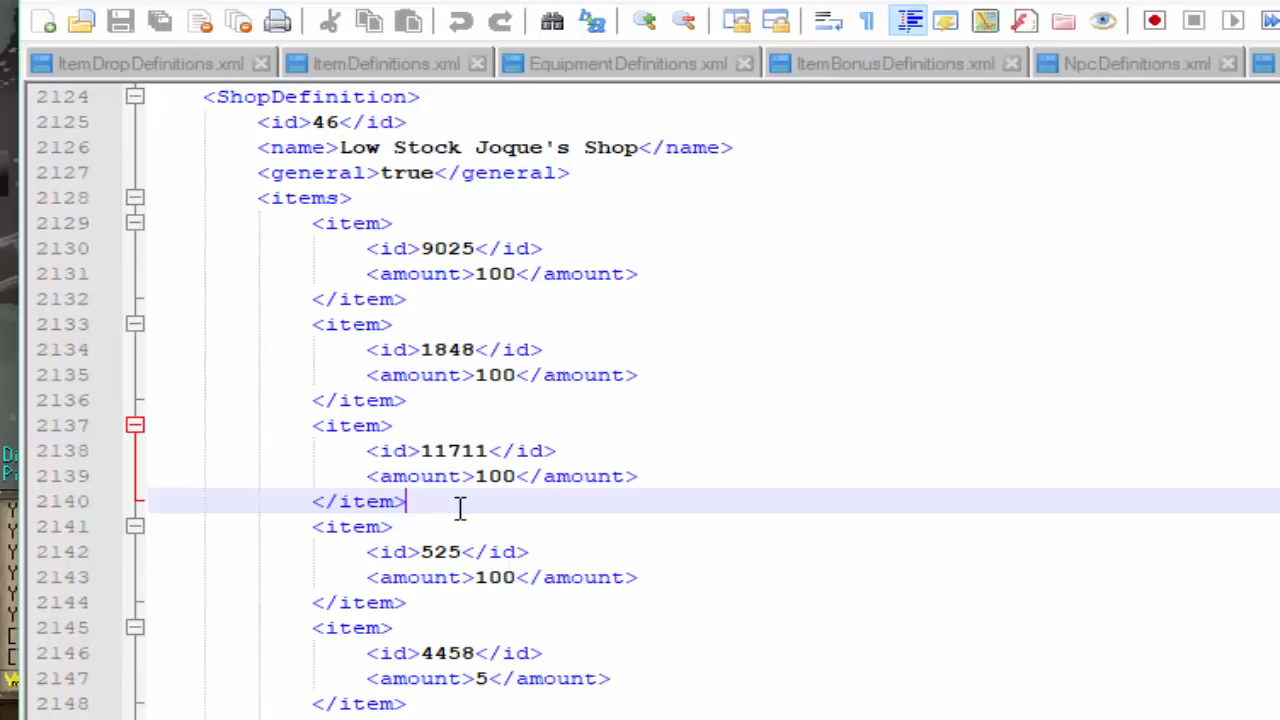 ItemDropDefinitions.xml ItemDefinitions.xml EquipmentDefinitions.xml ItemBonusDefinitions.xml NpcDefinitions.xml
2124 <ShopDefinition>
2125 <id>46</id>
2126 <name>Low Stock Joque's Shop</name>
2127 <general>true</general>
2128 <items>
2129 <item>
2130 <id>9025</id>
2131 <amount>100</amount>
2132 </item>
2133 <item>
2134 <id>1848</id>
2135 <amount>100</amount>
2136 </item>
2137 <item>
2138 <id>11711</id>
2139 <amount>100</amount>
2140 </item>
2141 <item>
2142 <id>525</id>
2143 <amount>100</amount>
2144 </item>
2145 <item>
2146 <id>4458</id>
2147 <amount>5</amount>
2148 </item>